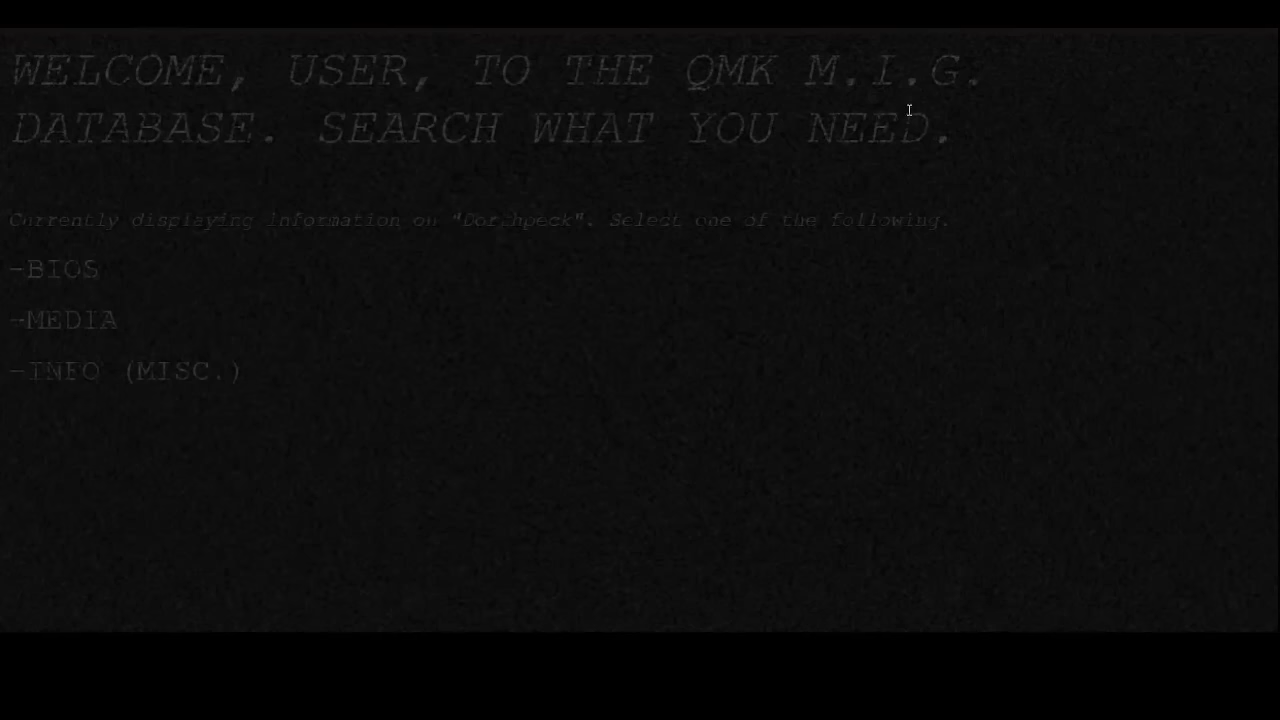 WELCOME, USER, TO THE QMK M.I.G.
DATABASE. SEARCH WHAT YOU NEED.
Currently displaying information on "Dorchpeck". Select one of the following.
-BIOS
-MEDIA
-INFO (MISC.)